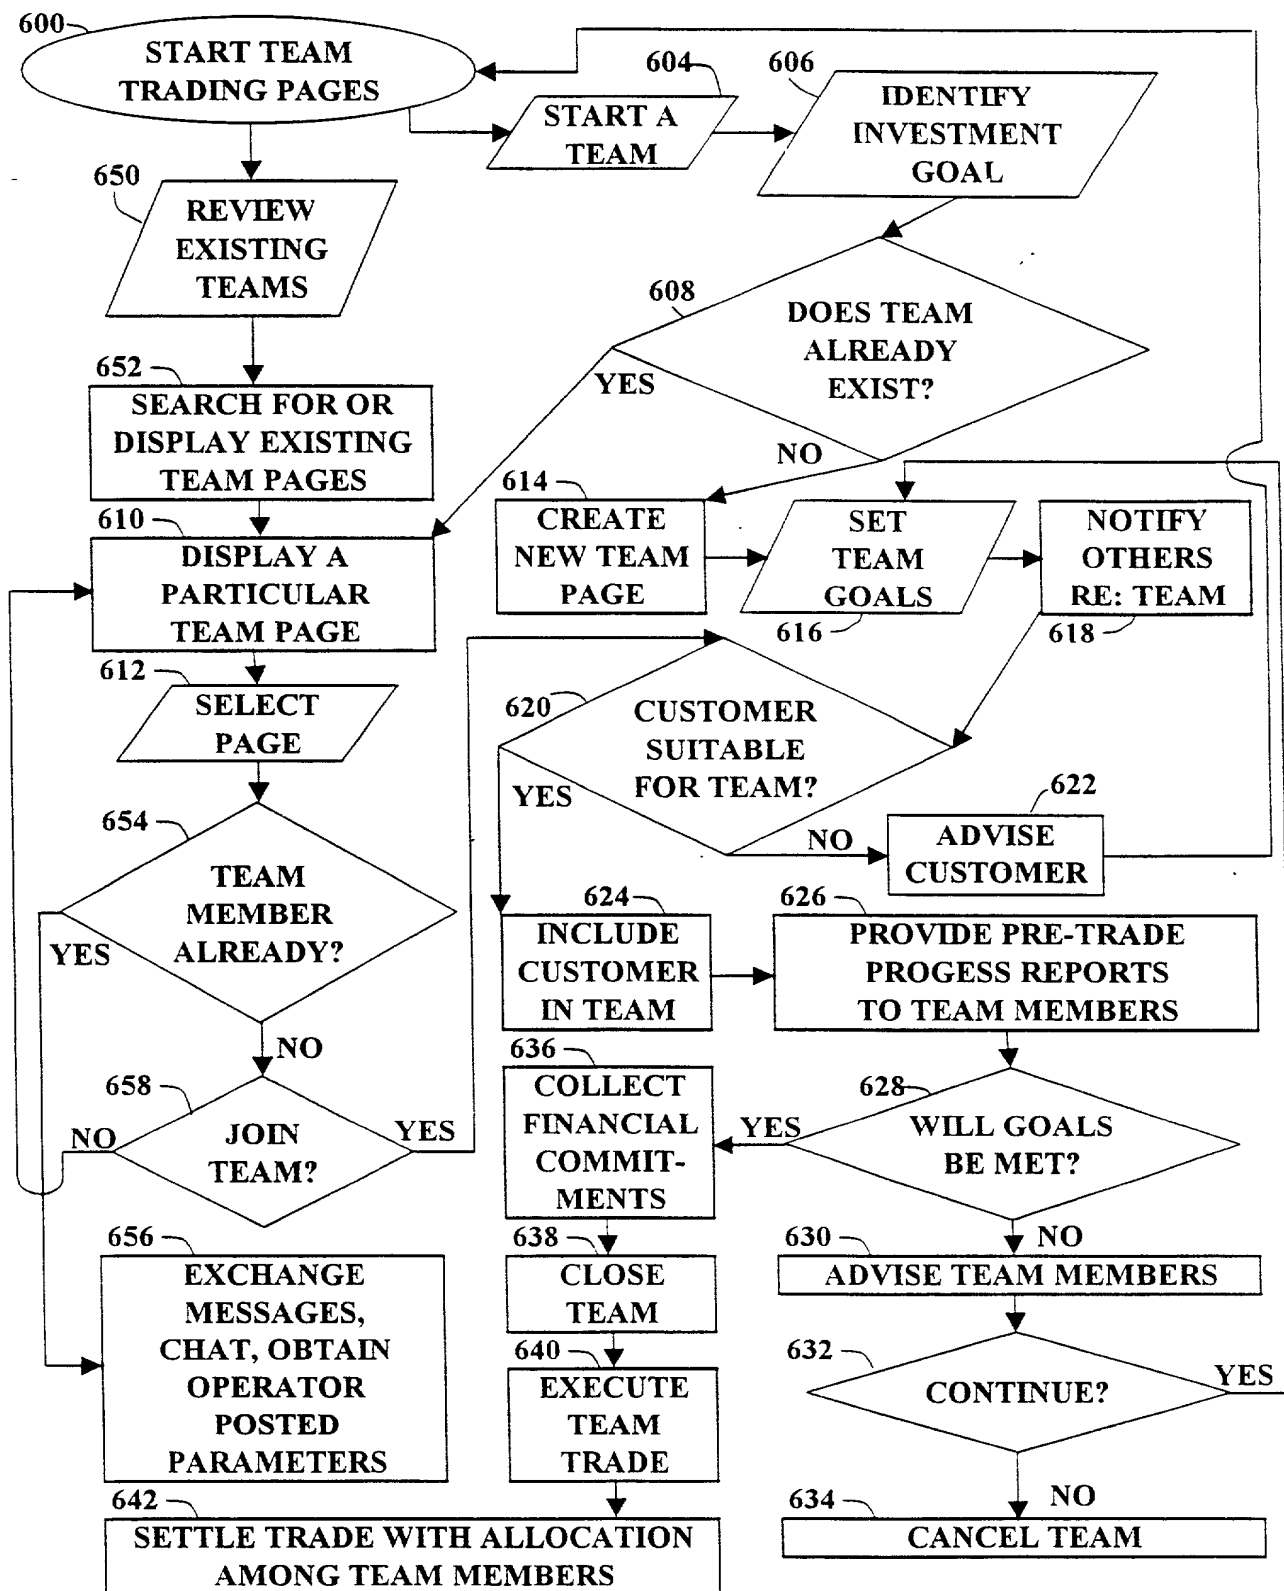 600
START TEAM
TRADING PAGES
604
START A
TEAM
606
IDENTIFY
INVESTMENT
GOAL
650
REVIEW
EXISTING
TEAMS
608
DOES TEAM
ALREADY
EXIST?
YES
NO
652
SEARCH FOR OR
DISPLAY EXISTING
TEAM PAGES
614
CREATE
NEW TEAM
PAGE
SET
TEAM
GOALS
616
NOTIFY
OTHERS
RE: TEAM
618
610
DISPLAY A
PARTICULAR
TEAM PAGE
612
SELECT
PAGE
620
CUSTOMER
SUITABLE
FOR TEAM?
YES
NO
622
ADVISE
CUSTOMER
654
TEAM
MEMBER
ALREADY?
YES
NO
624
INCLUDE
CUSTOMER
IN TEAM
626
PROVIDE PRE-TRADE
PROGESS REPORTS
TO TEAM MEMBERS
658
JOIN
TEAM?
NO
YES
636
COLLECT
FINANCIAL
COMMIT-
MENTS
628
WILL GOALS
BE MET?
YES
NO
656
EXCHANGE
MESSAGES,
CHAT, OBTAIN
OPERATOR
POSTED
PARAMETERS
638
CLOSE
TEAM
630
ADVISE TEAM MEMBERS
640
EXECUTE
TEAM
TRADE
632
CONTINUE?
YES
NO
642
SETTLE TRADE WITH ALLOCATION
AMONG TEAM MEMBERS
634
CANCEL TEAM